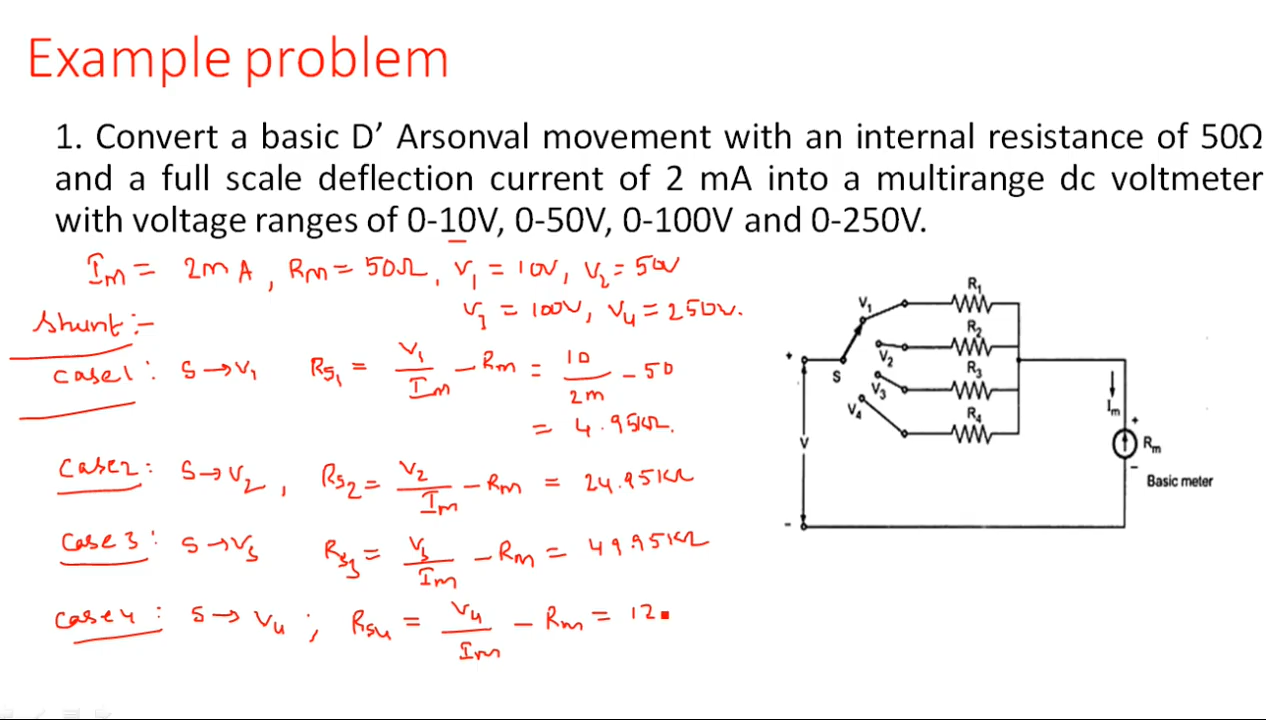 Example problem
1. Convert a basic D’ Arsonval movement with an internal resistance of 50Ω
and a full scale deflection current of 2 mA into a multirange dc voltmeter
with voltage ranges of 0-10V, 0-50V, 0-100V and 0-250V.
Im = 2mA, Rm = 50Ω, V1 = 10V, V2 = 50V
V3 = 100V, V4 = 250V.
Shunt:-
Case1: S→V1 Rs1 = V1/Im - Rm = 10/2m - 50
= 4.95KΩ.
Case2: S→V2, Rs2 = V2/Im - Rm = 24.95KΩ
Case3: S→V3 Rs3 = V3/Im - Rm = 49.95KΩ
Case4: S→V4; Rs4 = V4/Im - Rm = 12
R1
V1
R2
+
V2
S
R3
V3
Im
V4
R4
+
V
Rm
-
Basic meter
-